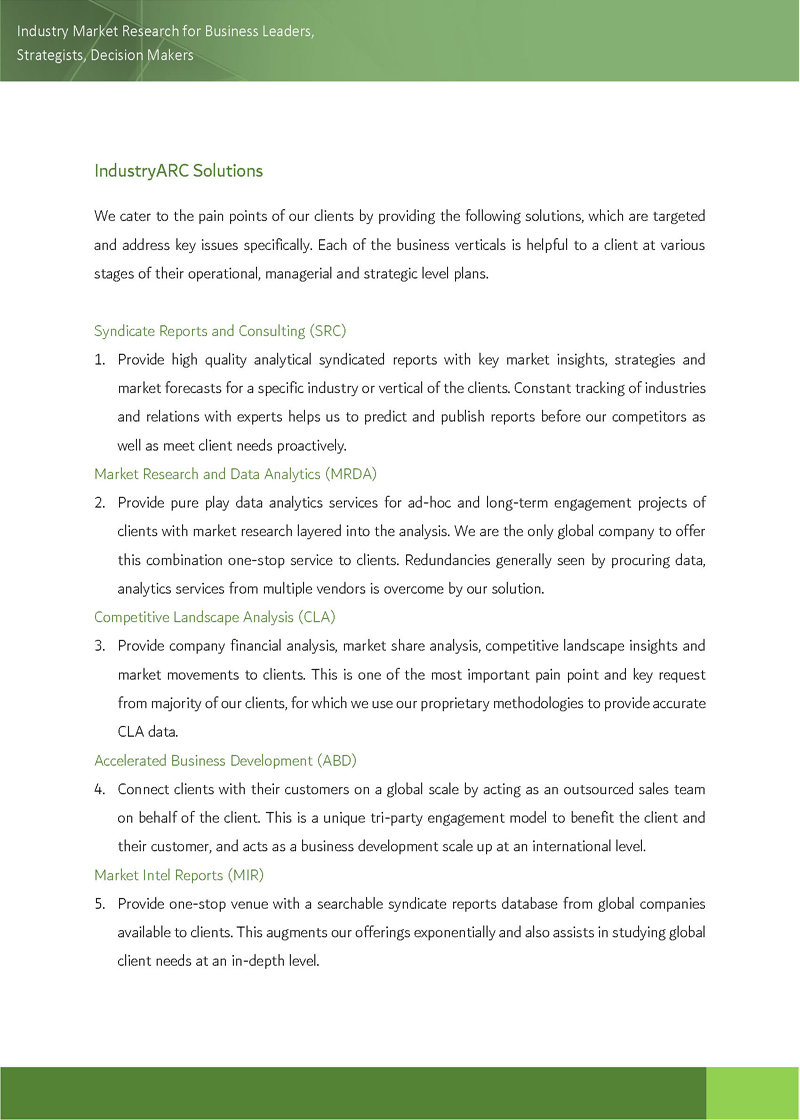 Industry Market Research for Business Leaders,
Strategists, Decision Makers
IndustryARC Solutions
We cater to the pain points of our clients by providing the following solutions, which are targeted
and address key issues specifically. Each of the business verticals is helpful to a client at various
stages of their operational, managerial and strategic level plans.
Syndicate Reports and Consulting (SRC)
1. Provide high quality analytical syndicated reports with key market insights, strategies and
market forecasts for a specific industry or vertical of the clients. Constant tracking of industries
and relations with experts helps us to predict and publish reports before our competitors as
well as meet client needs proactively.
Market Research and Data Analytics (MRDA)
2. Provide pure play data analytics services for ad-hoc and long-term engagement projects of
clients with market research layered into the analysis. We are the only global company to offer
this combination one-stop service to clients. Redundancies generally seen by procuring data,
analytics services from multiple vendors is overcome by our solution.
Competitive Landscape Analysis (CLA)
3. Provide company financial analysis, market share analysis, competitive landscape insights and
market movements to clients. This is one of the most important pain point and key request
from majority of our clients, for which we use our proprietary methodologies to provide accurate
CLA data.
Accelerated Business Development (ABD)
4. Connect clients with their customers on a global scale by acting as an outsourced sales team
on behalf of the client. This is a unique tri-party engagement model to benefit the client and
their customer, and acts as a business development scale up at an international level.
Market Intel Reports (MIR)
5. Provide one-stop venue with a searchable syndicate reports database from global companies
available to clients. This augments our offerings exponentially and also assists in studying global
client needs at an in-depth level.